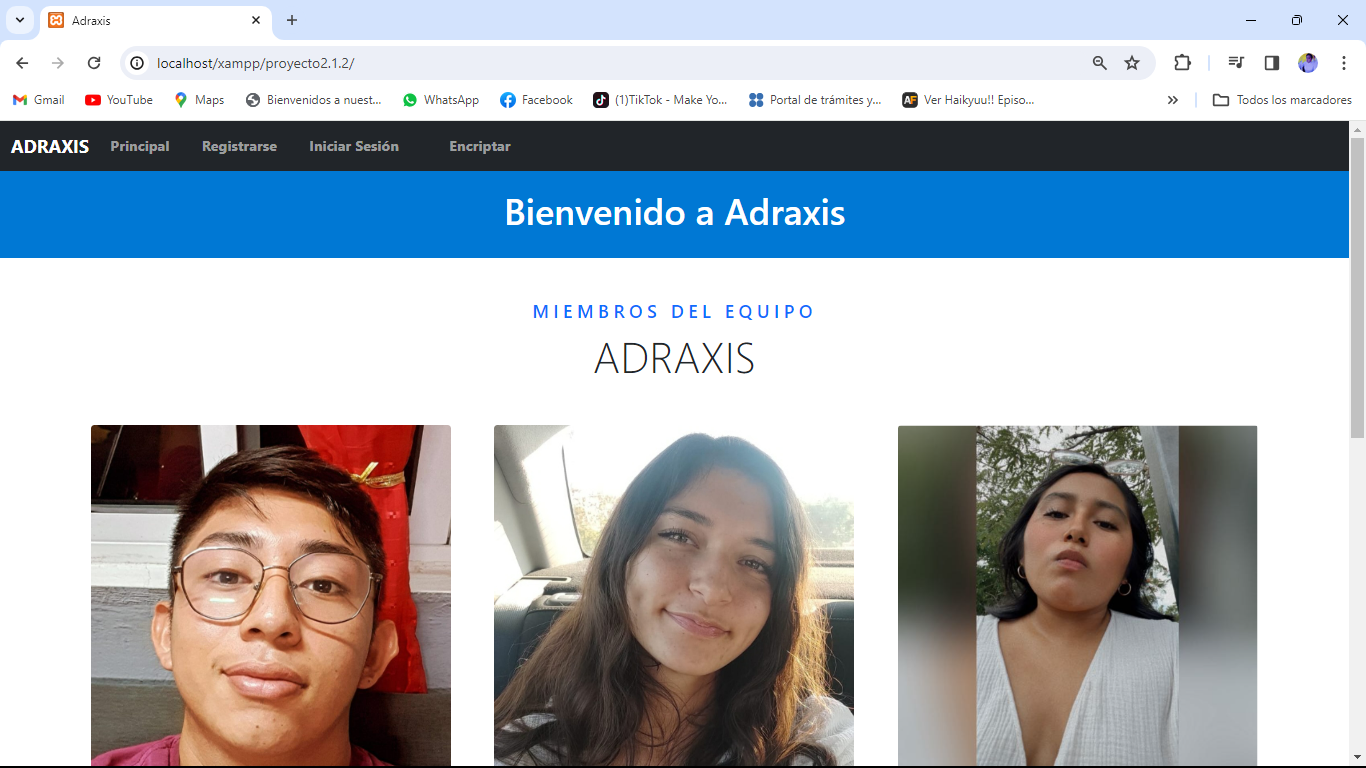 Adraxis
localhost/xampp/proyecto2.1.2/
Gmail YouTube Maps Bienvenidos a nuest... WhatsApp Facebook (1)TikTok - Make Yo... Portal de trámites y... Ver Haikyuu!! Episo... Todos los marcadores
ADRAXIS Principal Registrarse Iniciar Sesión Encriptar
Bienvenido a Adraxis
MIEMBROS DEL EQUIPO
ADRAXIS